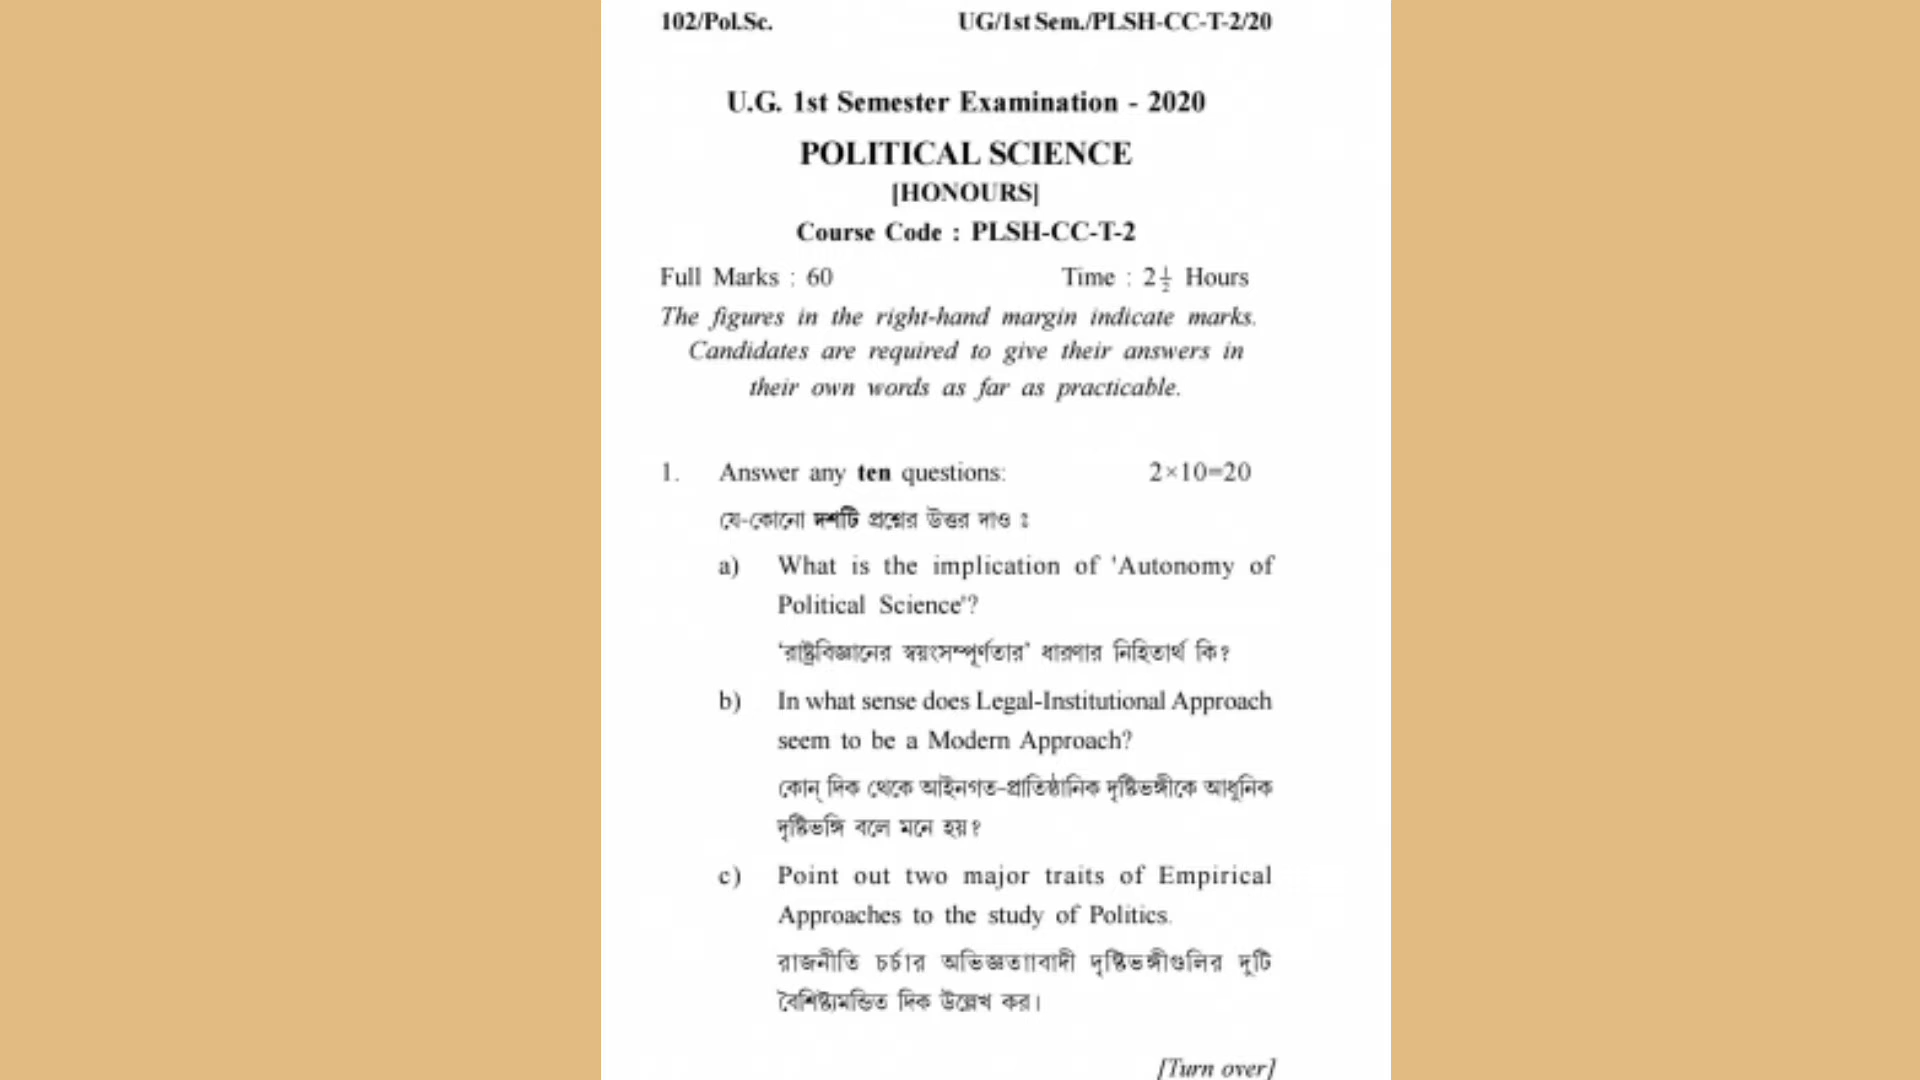 102/Pol.Sc. UG/1st Sem./PLSH-CC-T-2/20
U.G. 1st Semester Examination - 2020
POLITICAL SCIENCE
[HONOURS]
Course Code : PLSH-CC-T-2
Full Marks : 60 Time : 2½ Hours
The figures in the right-hand margin indicate marks.
Candidates are required to give their answers in
their own words as far as practicable.
1. Answer any ten questions: 2×10=20
যে-কোনো দশটি প্রশ্নের উত্তর দাও ঃ
a) What is the implication of 'Autonomy of
Political Science'?
‘রাষ্ট্রবিজ্ঞানের স্বয়ংসম্পূর্ণতার’ ধারণার নিহিতার্থ কি?
b) In what sense does Legal-Institutional Approach
seem to be a Modern Approach?
কোন্ দিক থেকে আইনগত-প্রাতিষ্ঠানিক দৃষ্টিভঙ্গীকে আধুনিক
দৃষ্টিভঙ্গি বলে মনে হয়?
c) Point out two major traits of Empirical
Approaches to the study of Politics.
রাজনীতি চর্চার অভিজ্ঞতাাবাদী দৃষ্টিভঙ্গীগুলির দুটি
বৈশিষ্ট্যমন্ডিত দিক উল্লেখ কর।
[Turn over]